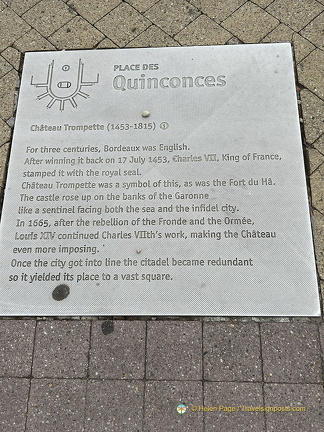 PLACE DES
Quinconces
Château Trompette (1453-1815) ①
For three centuries, Bordeaux was English.
After winning it back on 17 July 1453, Charles VII, King of France,
stamped it with the royal seal.
Château Trompette was a symbol of this, as was the Fort du Hâ.
The castle rose up on the banks of the Garonne
like a sentinel facing both the sea and the infidel city.
In 1665, after the rebellion of the Fronde and the Ormée,
Louis XIV continued Charles VIIth's work, making the Château
even more imposing.
Once the city got into line the citadel became redundant
so it yielded its place to a vast square.
© Helen Page / Travelsignposts.com